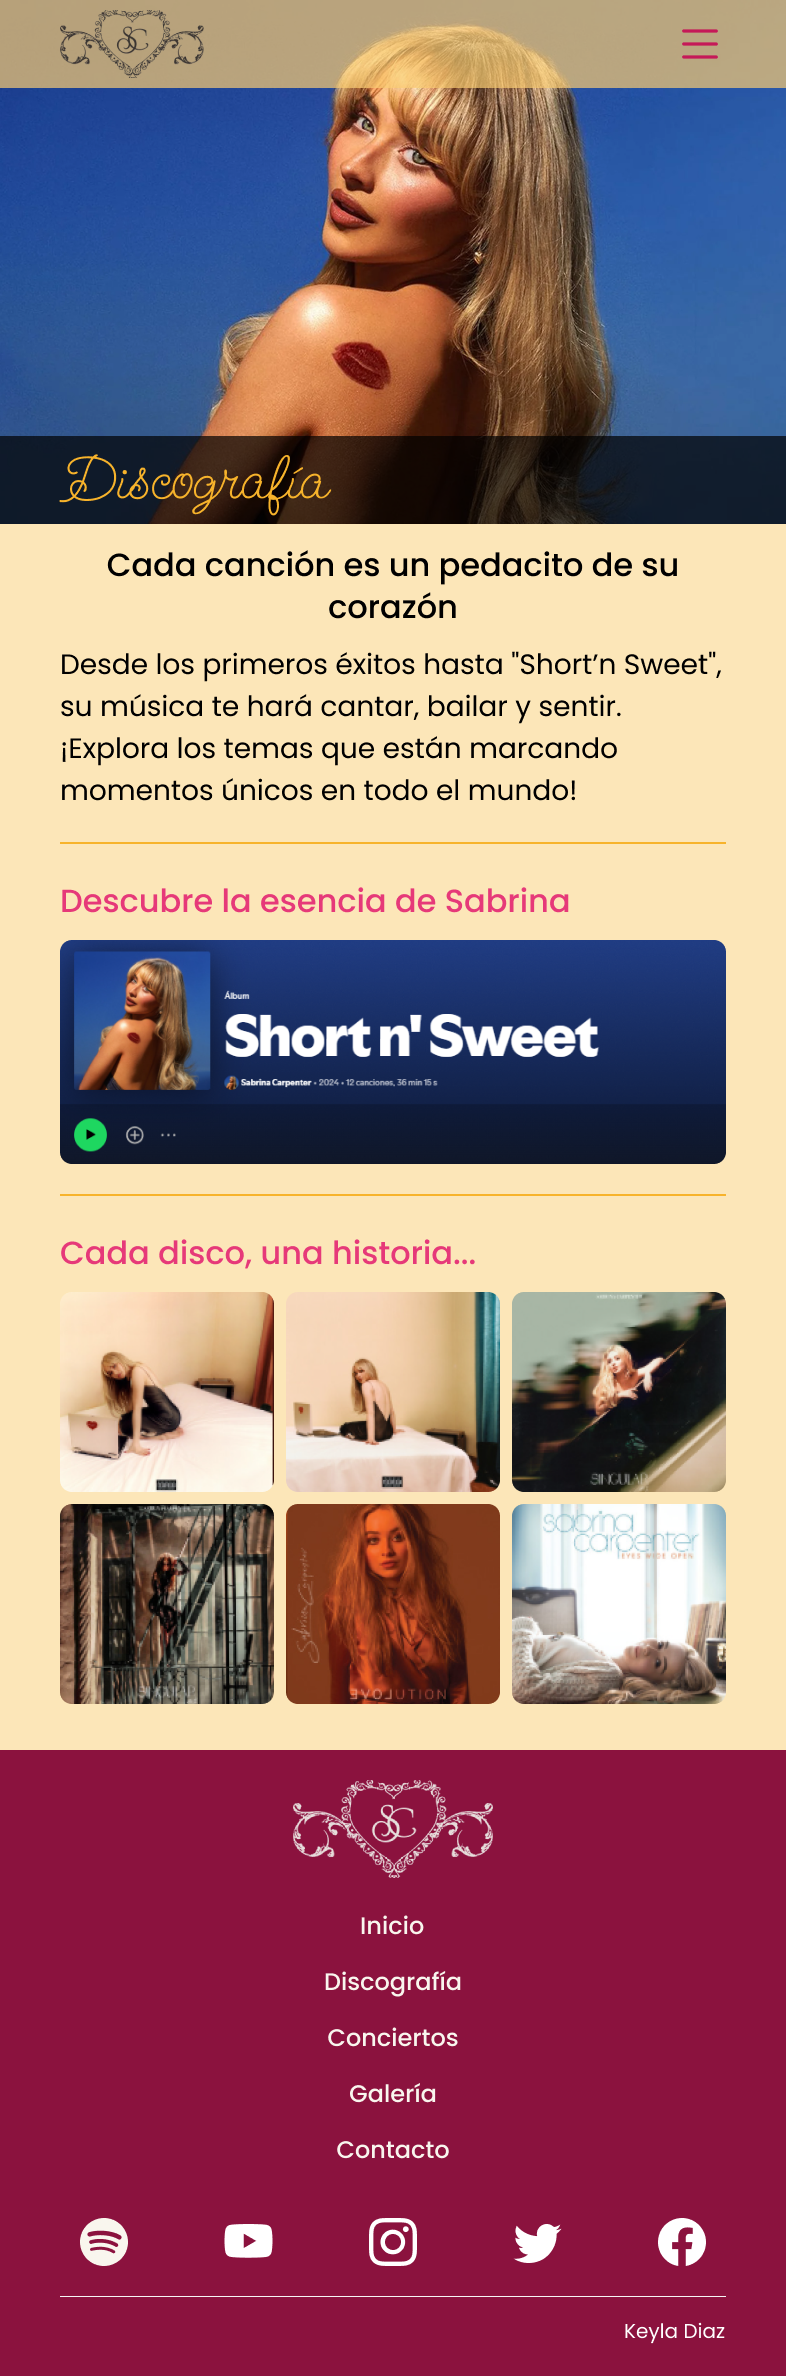 SC
Discografía
Cada canción es un pedacito de su
corazón
Desde los primeros éxitos hasta "Short’n Sweet",
su música te hará cantar, bailar y sentir.
¡Explora los temas que están marcando
momentos únicos en todo el mundo!
Descubre la esencia de Sabrina
Álbum
Short n' Sweet
Sabrina Carpenter • 2024 • 12 canciones, 36 min 15 s
Cada disco, una historia...
SINGULAR
SINGULAR
Sabrina Carpenter
EVOLUTION
sabrina
carpenter
EYES WIDE OPEN
SC
Inicio
Discografía
Conciertos
Galería
Contacto
Keyla Diaz